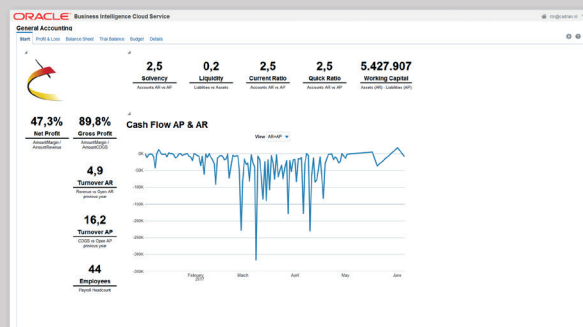 ORACLE Business Intelligence Cloud Service
General Accounting
Start Profit & Loss Balance Sheet Trial Balance Budget Details
2,5
Solvency
Accounts AR vs AP
0,2
Liquidity
Liabilities vs Assets
2,5
Current Ratio
Accounts AR vs AP
2,5
Quick Ratio
Accounts AR vs AP
5.427.907
Working Capital
Assets (AR) - Liabilities (AP)
47,3%
Net Profit
AmountMargin /
AmountRevenue
89,8%
Gross Profit
AmountMargin /
AmountCOGS
4,9
Turnover AR
Revenue vs Open AR
previous year
16,2
Turnover AP
COGS vs Open AP
previous year
44
Employees
Payroll Headcount
Cash Flow AP & AR
View AR+AP
0K
-50K
-100K
-150K
-200K
-250K
-300K
-350K
February
2017
March
April
May
June